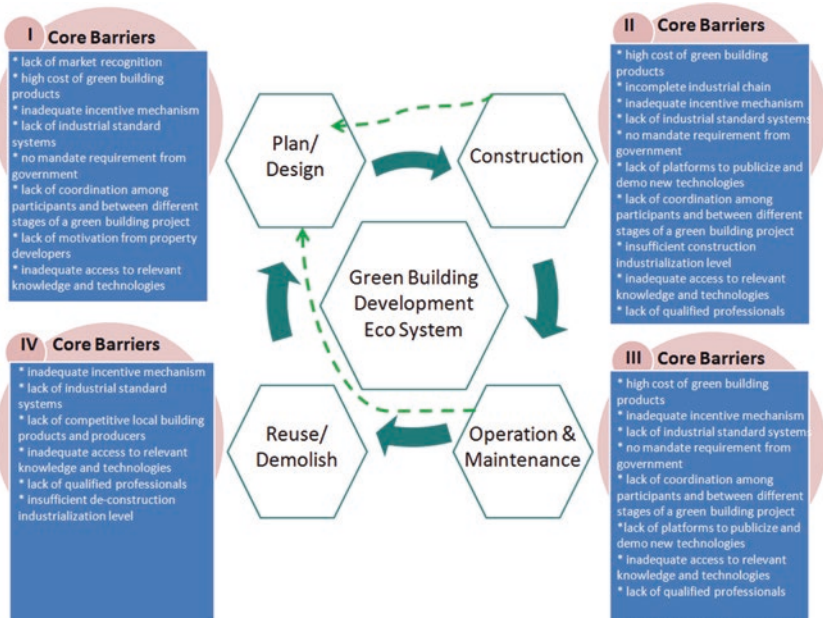 I Core Barriers
* lack of market recognition
* high cost of green building
products
* inadequate incentive mechanism
* lack of industrial standard
systems
* no mandate requirement from
government
* lack of coordination among
participants and between different
stages of a green building project
* lack of motivation from property
developers
* inadequate access to relevant
knowledge and technologies
Plan/
Design
Construction
Green Building
Development
Eco System
Reuse/
Demolish
Operation &
Maintenance
II Core Barriers
* high cost of green building
products
* incomplete industrial chain
* inadequate incentive mechanism
* lack of industrial standard systems
* no mandate requirement from
government
* lack of platforms to publicize and
demo new technologies
* lack of coordination among
participants and between different
stages of a green building project
* insufficient construction
industrialization level
* inadequate access to relevant
knowledge and technologies
* lack of qualified professionals
IV Core Barriers
* inadequate incentive mechanism
* lack of industrial standard
systems
* lack of competitive local building
products and producers
* inadequate access to relevant
knowledge and technologies
* lack of qualified professionals
* insufficient de-construction
industrialization level
III Core Barriers
* high cost of green building
products
* inadequate incentive mechanism
* lack of industrial standard systems
* no mandate requirement from
government
* lack of coordination among
participants and between different
stages of a green building project
*lack of platforms to publicize and
demo new technologies
* inadequate access to relevant
knowledge and technologies
* lack of qualified professionals